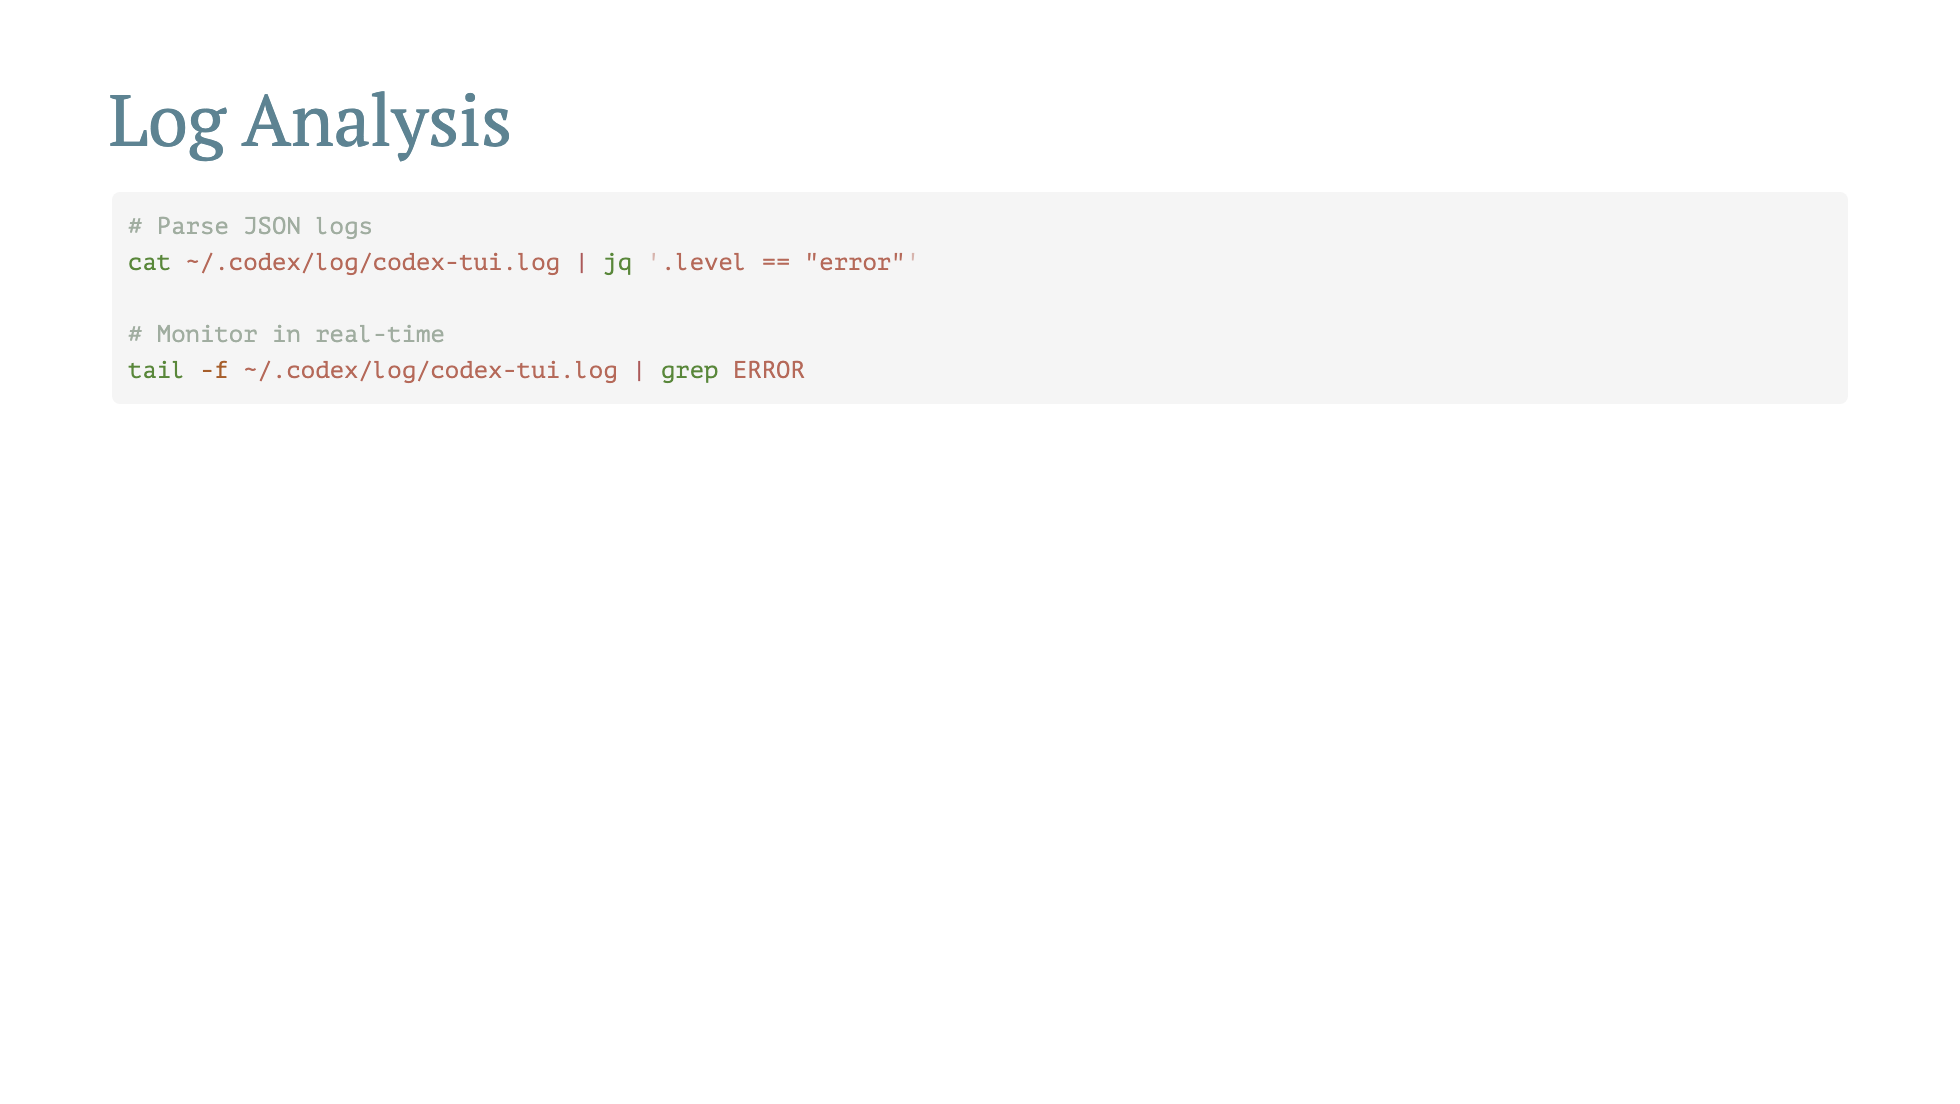 Log Analysis
# Parse JSON logs
cat ~/.codex/log/codex-tui.log | jq '.level == "error"'
# Monitor in real-time
tail -f ~/.codex/log/codex-tui.log | grep ERROR